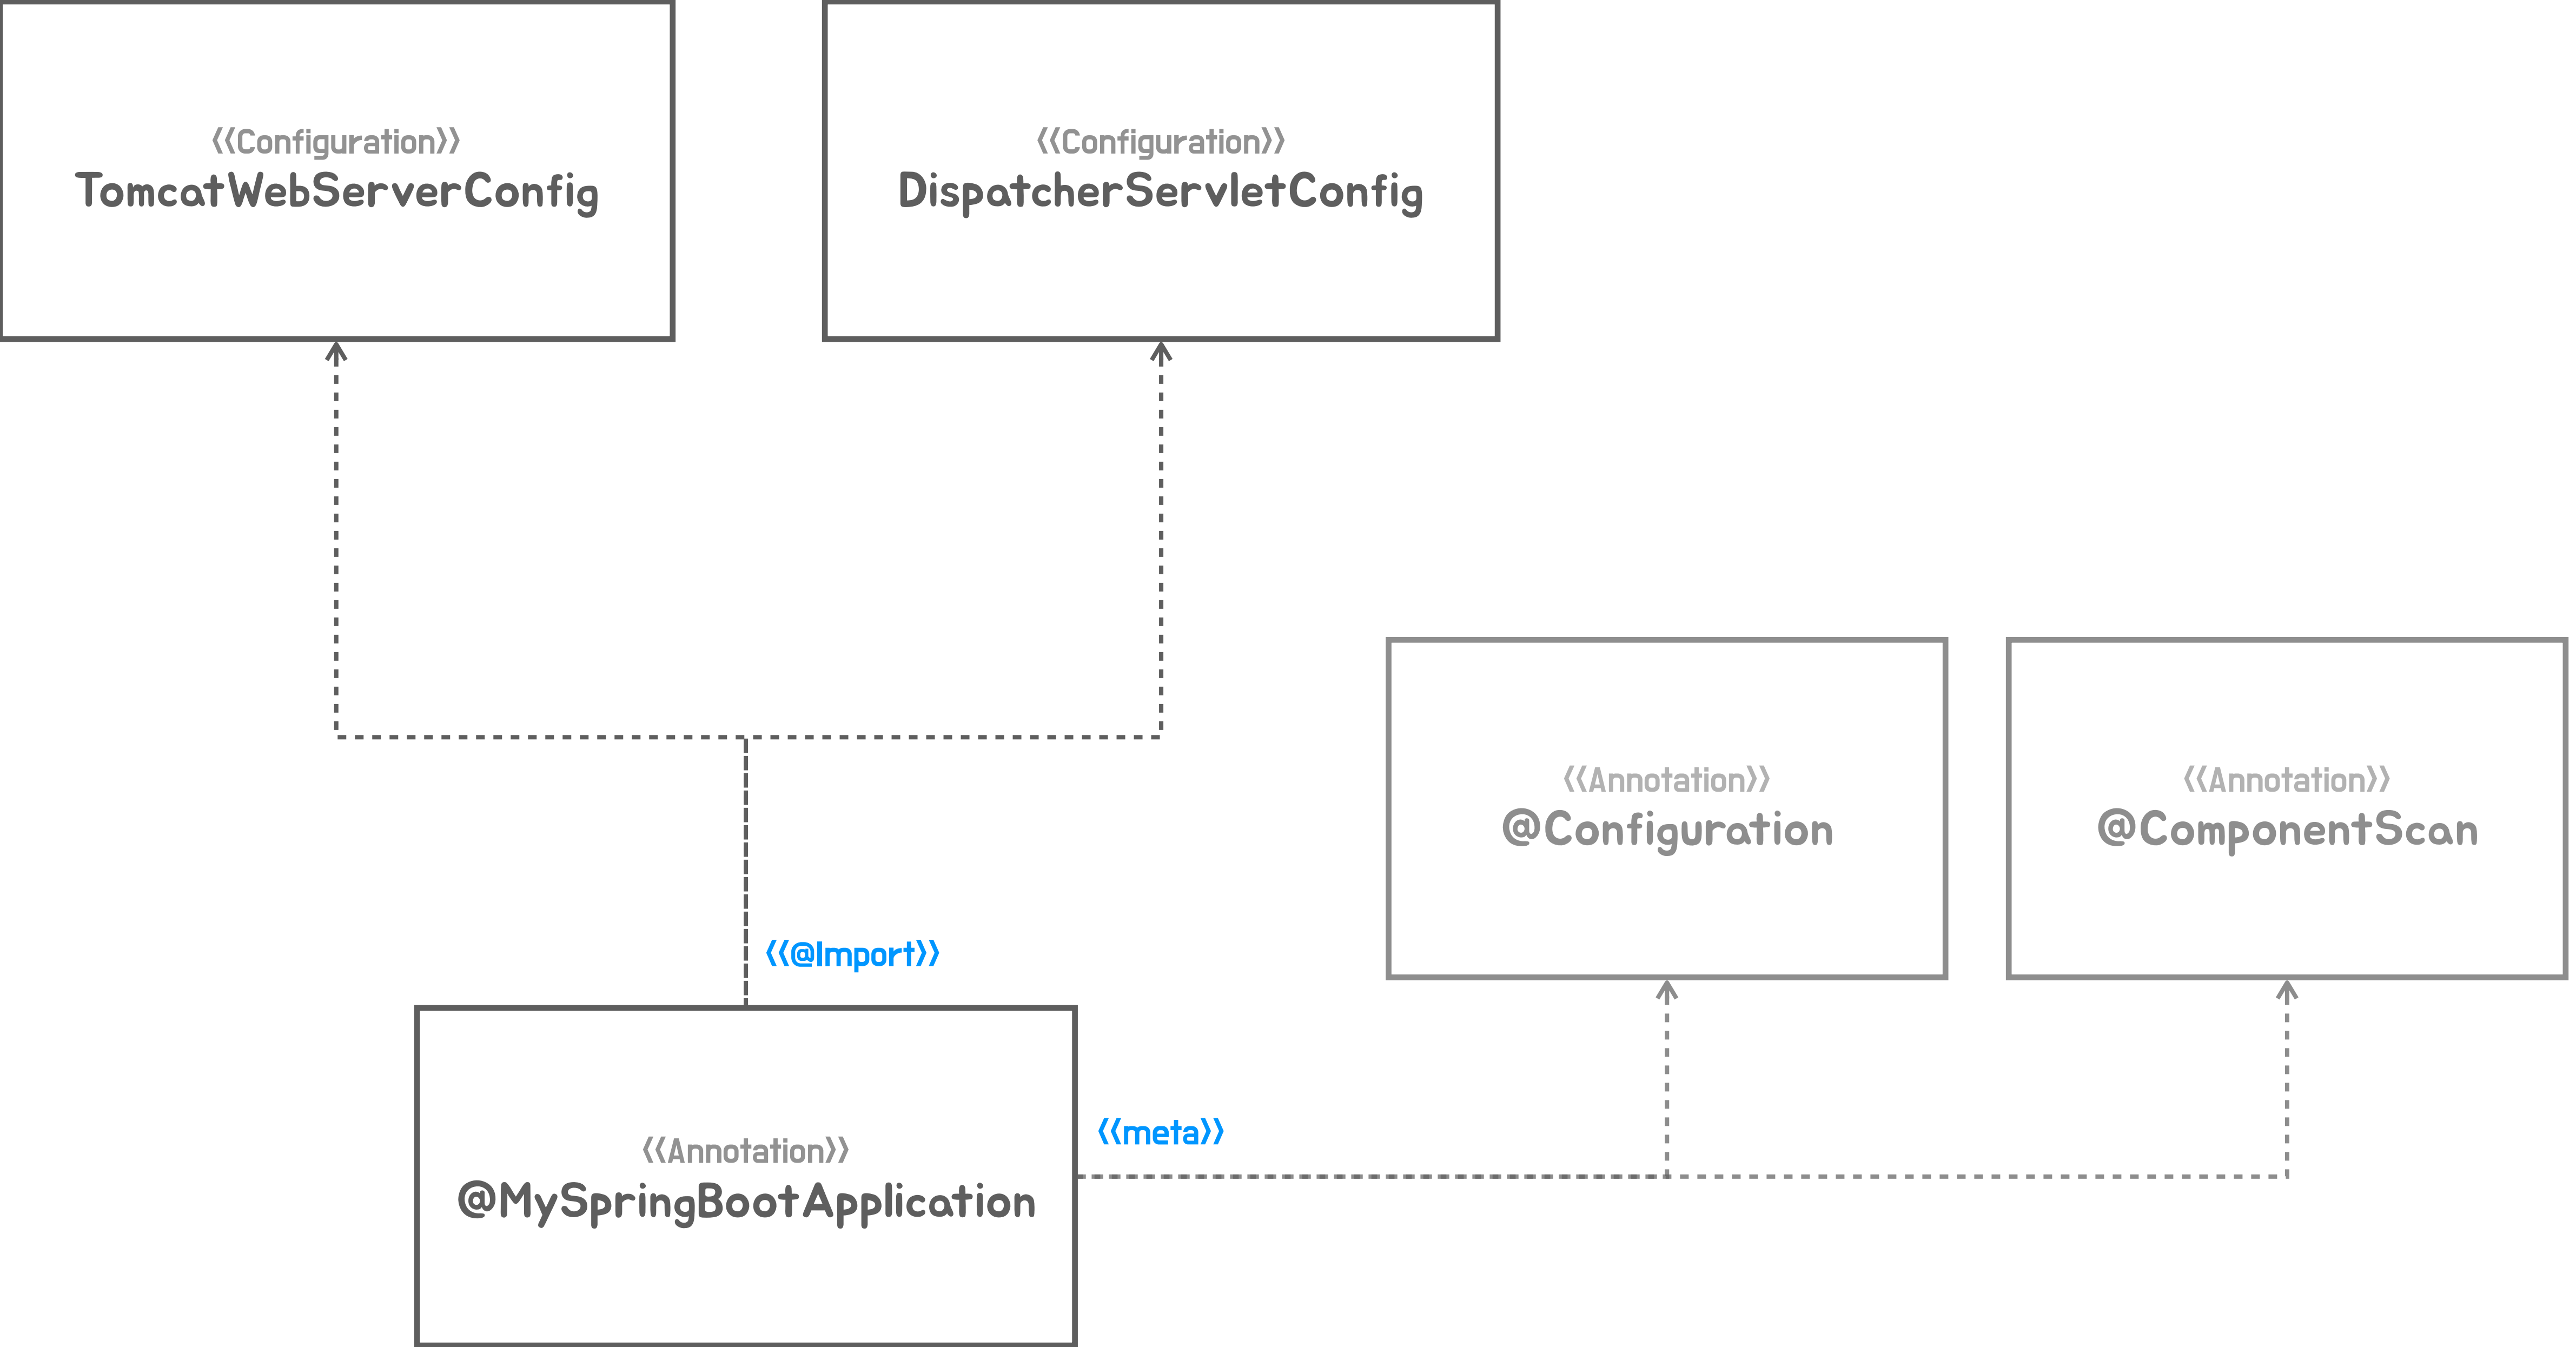 《Configuration》
TomcatWebServerConfig
《Configuration》
DispatcherServletConfig
《Annotation》
@Configuration
《Annotation》
@ComponentScan
《@Import》
《meta》
《Annotation》
@MySpringBootApplication